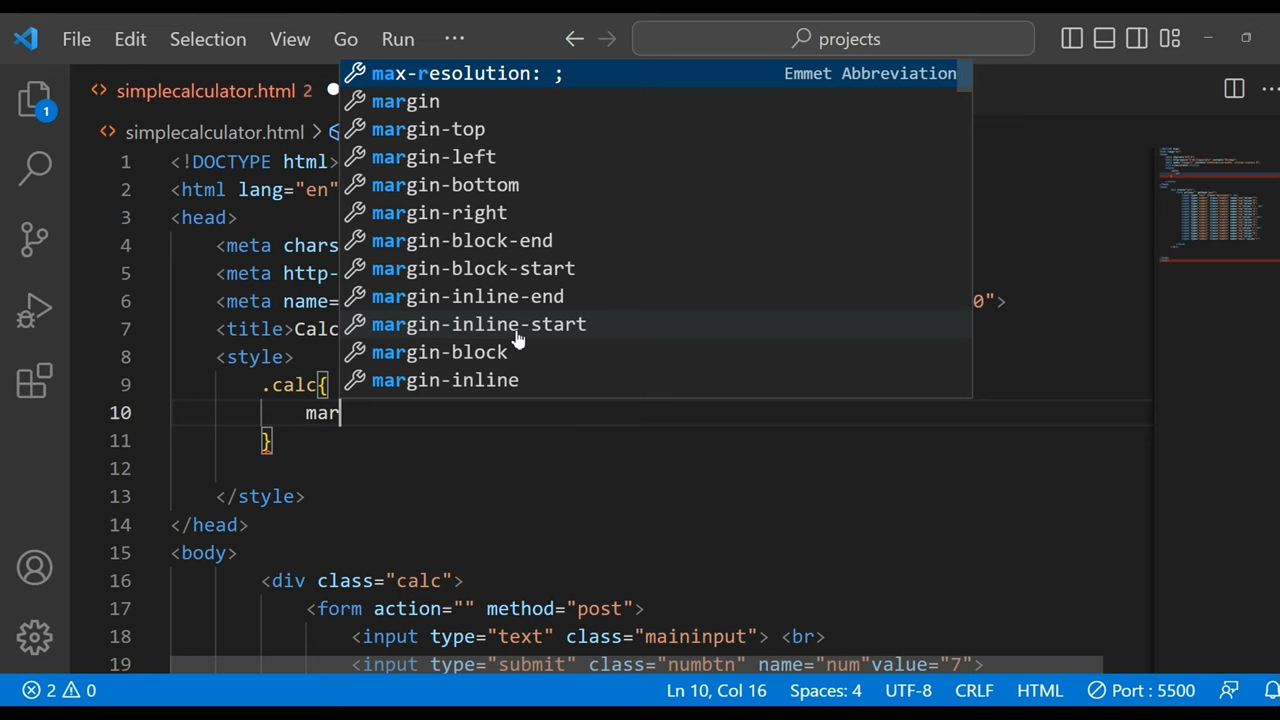 File Edit Selection View Go Run ··· projects
simplecalculator.html 2
simplecalculator.html >
max-resolution: ; Emmet Abbreviation
margin
margin-top
margin-left
margin-bottom
margin-right
margin-block-end
margin-block-start
margin-inline-end
margin-inline-start
margin-block
margin-inline
1 <!DOCTYPE html>
2 <html lang="en"
3 <head>
4 <meta chars
5 <meta http-
6 <meta name= 0">
7 <title>Calc
8 <style>
9 .calc{
10 mar
11 }
12
13 </style>
14 </head>
15 <body>
16 <div class="calc">
17 <form action="" method="post">
18 <input type="text" class="maininput"> <br>
19 <input type="submit" class="numbtn" name="num"value="7">
1
2 0 Ln 10, Col 16 Spaces: 4 UTF-8 CRLF HTML Port : 5500